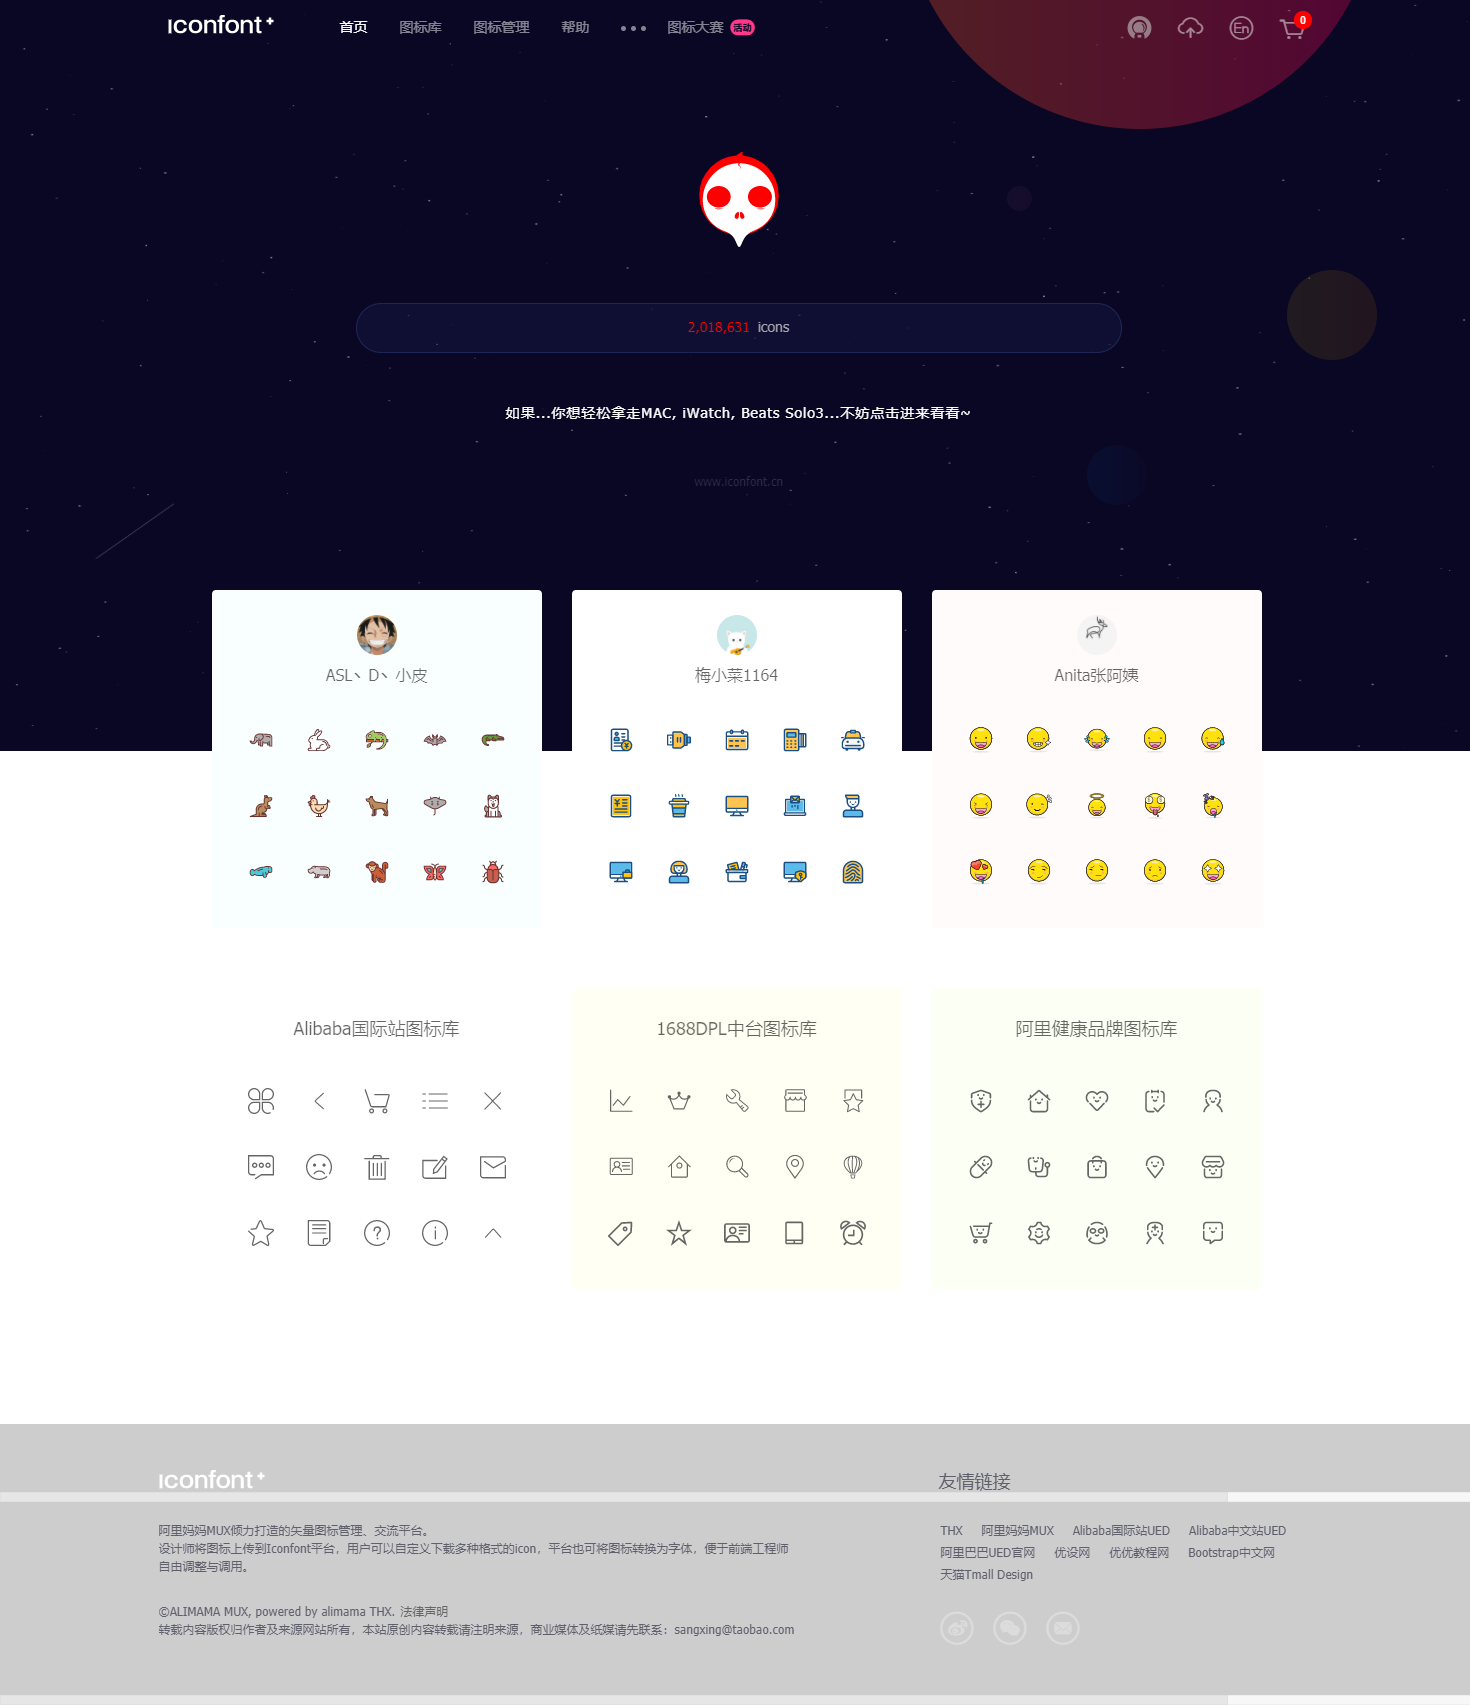 iconfont+
首页 图标库 图标管理 帮助 图标大赛 活动
En 0
2,018,631 icons
如果...你想轻松拿走MAC, iWatch, Beats Solo3...不妨点击进来看看~
www.iconfont.cn
ASL丶D丶小皮
梅小菜1164
Anita张阿姨
Alibaba国际站图标库
1688DPL中台图标库
阿里健康品牌图标库
iconfont+
友情链接
阿里妈妈MUX倾力打造的矢量图标管理、交流平台。
设计师将图标上传到Iconfont平台，用户可以自定义下载多种格式的icon，平台也可将图标转换为字体，便于前端工程师
自由调整与调用。
THX 阿里妈妈MUX Alibaba国际站UED Alibaba中文站UED
阿里巴巴UED官网 优设网 优优教程网 Bootstrap中文网
天猫Tmall Design
©ALIMAMA MUX, powered by alimama THX. 法律声明
转载内容版权归作者及来源网站所有，本站原创内容转载请注明来源，商业媒体及纸媒请先联系：sangxing@taobao.com